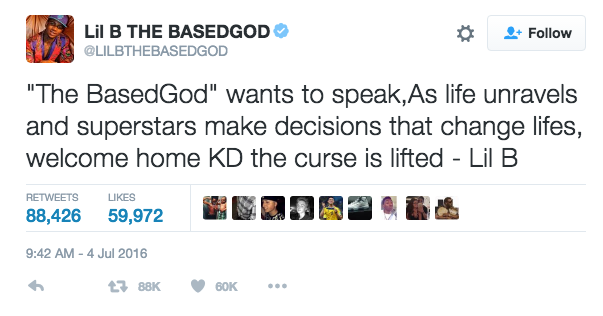 Lil B THE BASEDGOD
Follow
@LILBTHEBASEDGOD
"The BasedGod" wants to speak,As life unravels
and superstars make decisions that change lifes,
welcome home KD the curse is lifted - Lil B
RETWEETS LIKES
88,426 59,972
9:42 AM - 4 Jul 2016
88K 60K